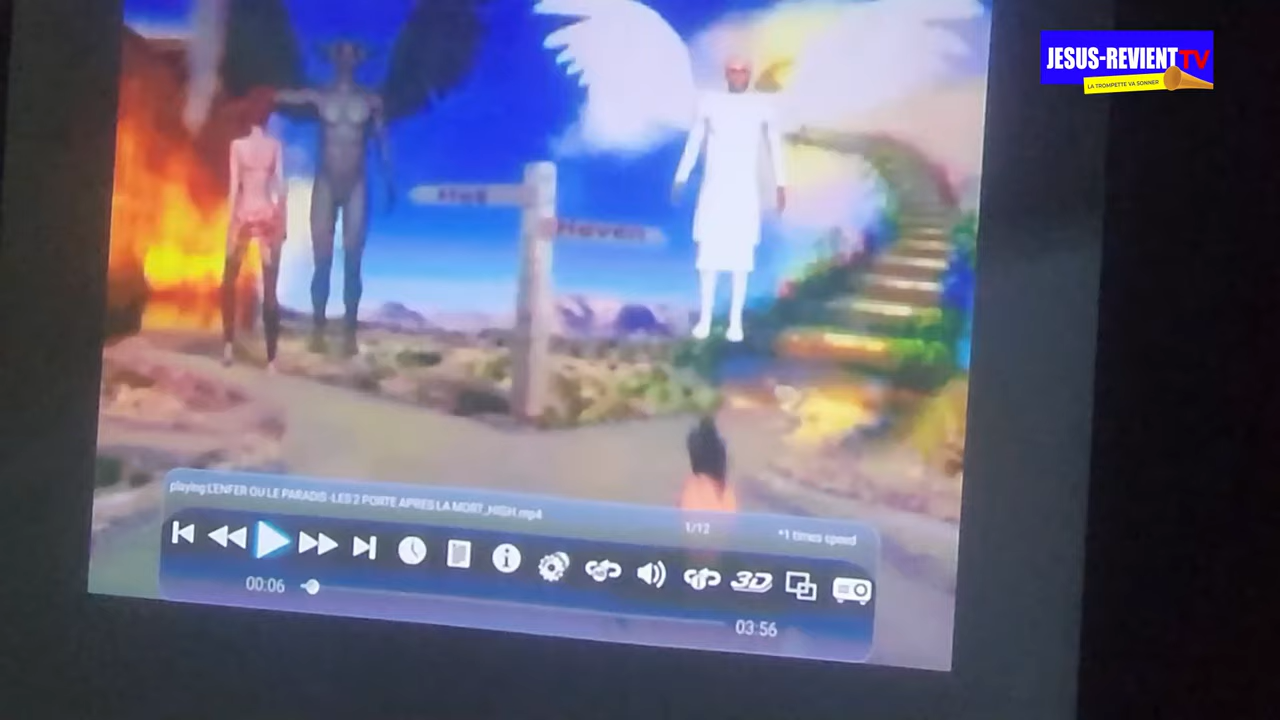 JESUS-REVIENT TV
LA TROMPETTE VA SONNER
Hell
Heven
playing:L'ENFER OU LE PARADIS -LES 2 PORTE APRES LA MORT_HIGH.mp4
1/12
*1 times speed
3D
00:06
03:56